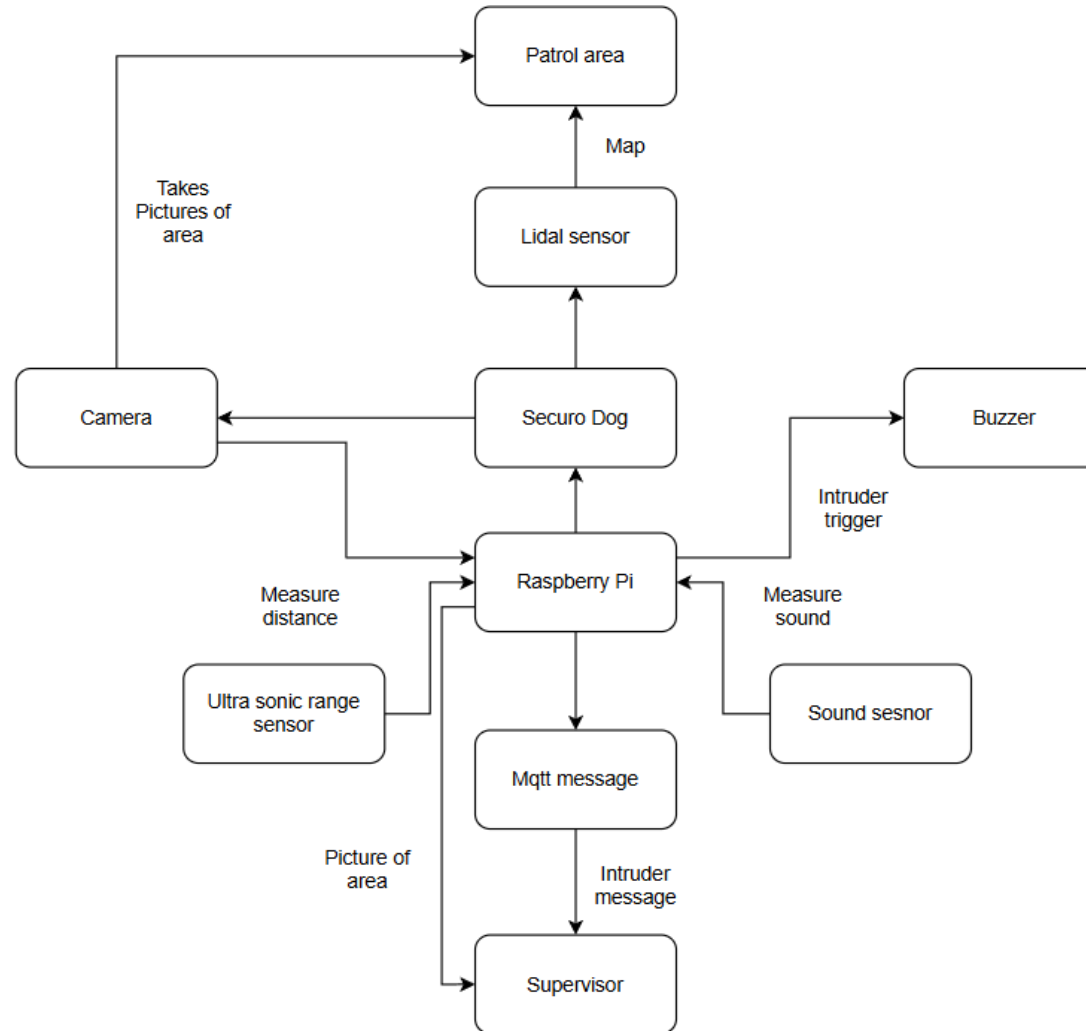 Patrol area
Map
Takes
Pictures of
area
Lidal sensor
Camera
Securo Dog
Buzzer
Intruder
trigger
Raspberry Pi
Measure
distance
Measure
sound
Ultra sonic range
sensor
Sound sesnor
Mqtt message
Picture of
area
Intruder
message
Supervisor